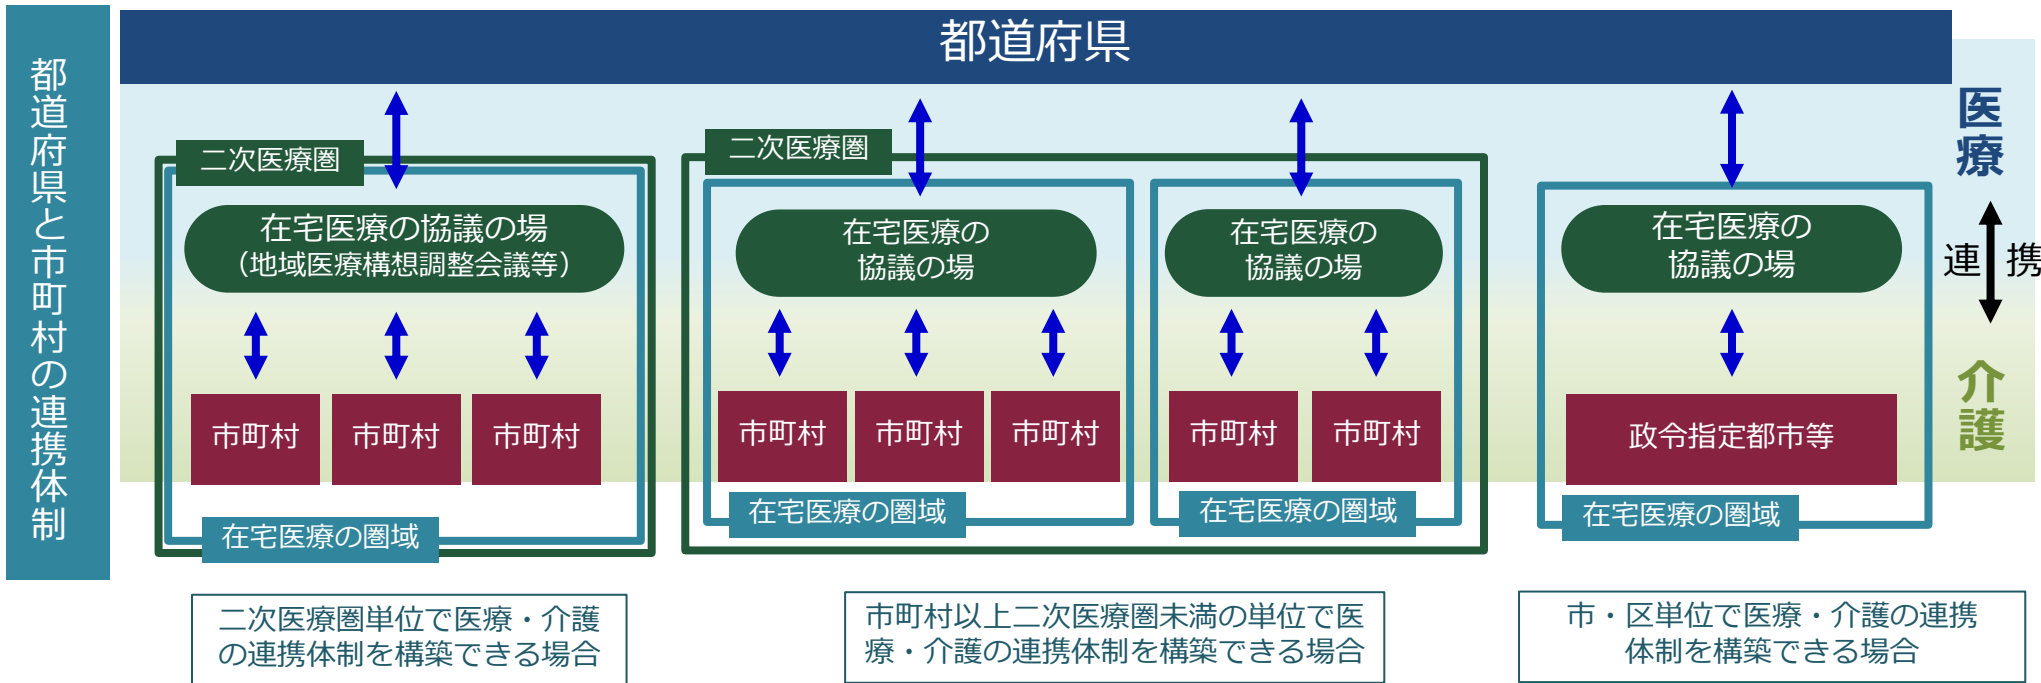 都道府県と市町村の連携体制
都道府県
二次医療圏
在宅医療の協議の場
（地域医療構想調整会議等）
市町村
市町村
市町村
在宅医療の圏域
二次医療圏単位で医療・介護
の連携体制を構築できる場合
二次医療圏
在宅医療の
協議の場
市町村
市町村
市町村
在宅医療の圏域
在宅医療の
協議の場
市町村
市町村
在宅医療の圏域
市町村以上二次医療圏未満の単位で医
療・介護の連携体制を構築できる場合
在宅医療の
協議の場
政令指定都市等
在宅医療の圏域
市・区単位で医療・介護の連携
体制を構築できる場合
医療
連携
介護